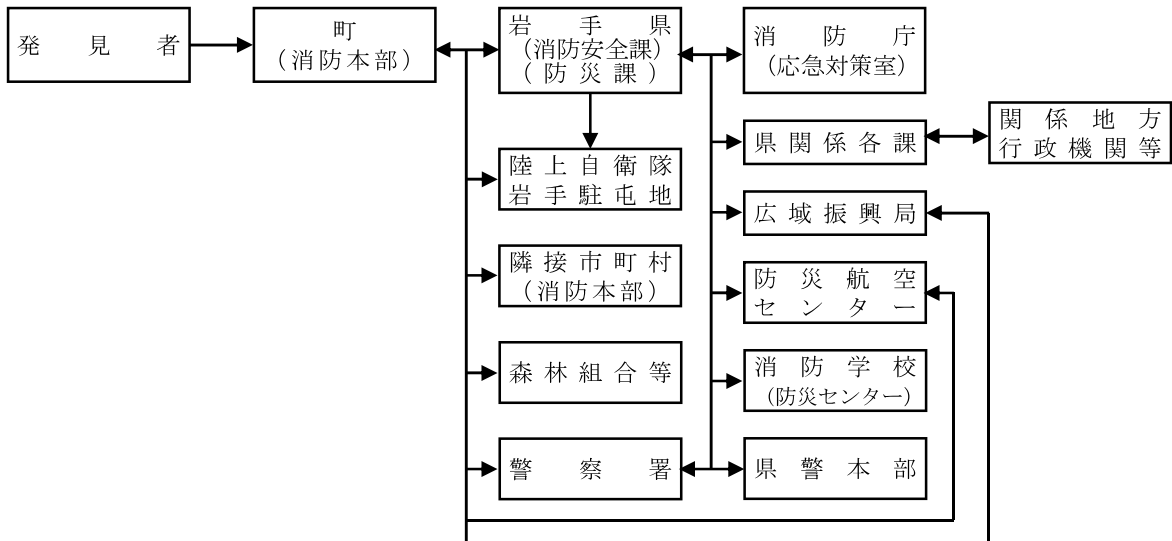 発見者
町
（消防本部）
岩手県
（消防安全課）
（防災課）
消防庁
（応急対策室）
県関係各課
関係地方
行政機関等
陸上自衛隊
岩手駐屯地
広域振興局
隣接市町村
（消防本部）
防災航空
センター
森林組合等
消防学校
（防災センター）
警察署
県警本部